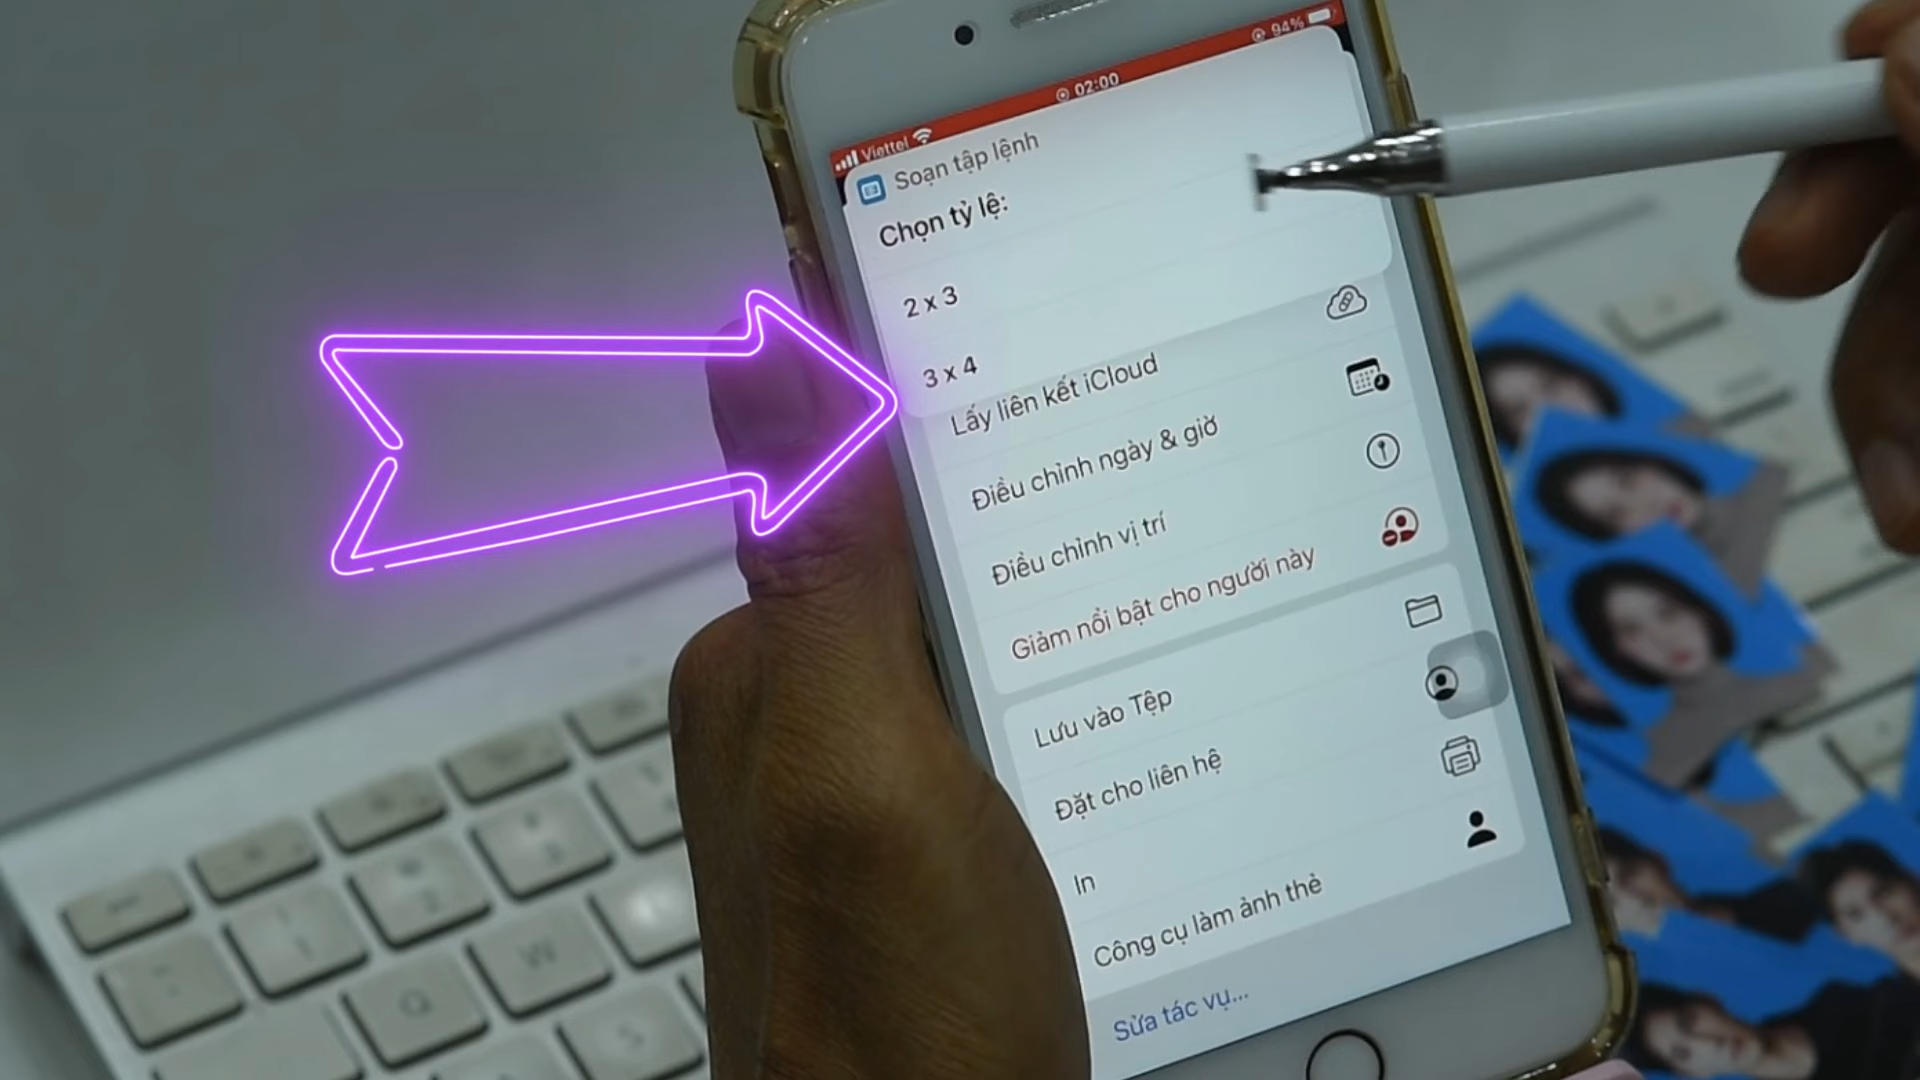 94%
02:00
Viettel
Soạn tập lệnh
Chọn tỷ lệ:
2 x 3
3 x 4
Lấy liên kết iCloud
Điều chỉnh ngày & giờ
Điều chỉnh vị trí
Giảm nổi bật cho người này
Lưu vào Tệp
Đặt cho liên hệ
In
Công cụ làm ảnh thẻ
Sửa tác vụ...
W
Q
S